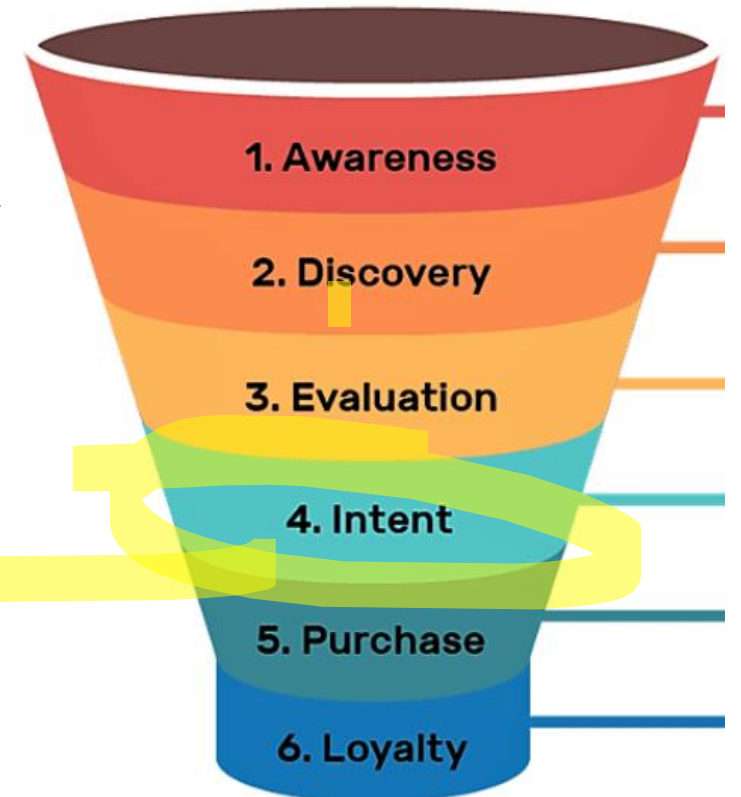 1. Awareness
2. Discovery
3. Evaluation
4. Intent
5. Purchase
6. Loyalty